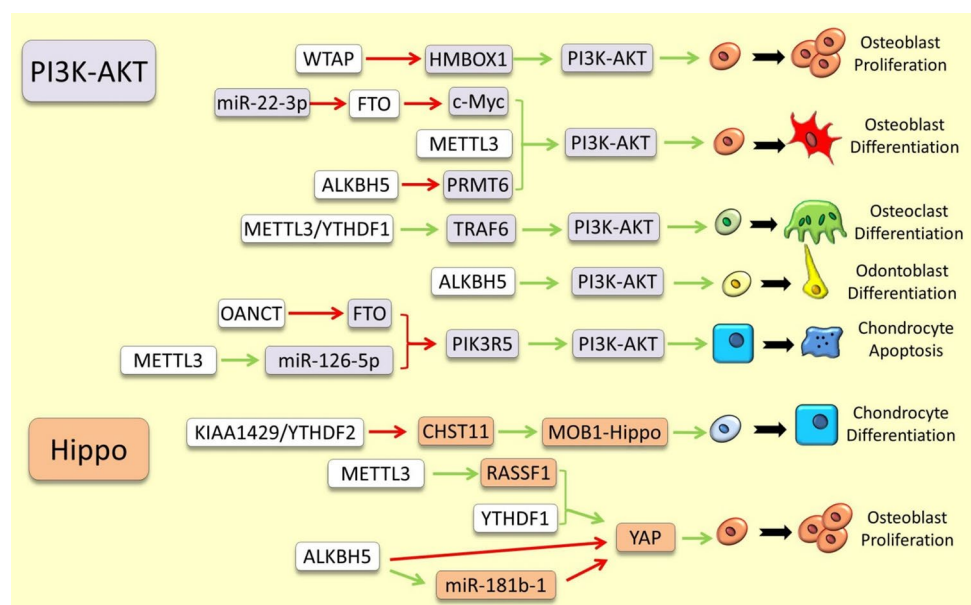 PI3K-AKT
WTAP
HMBOX1
PI3K-AKT
Osteoblast
Proliferation
miR-22-3p
FTO
c-Myc
METTL3
PI3K-AKT
Osteoblast
Differentiation
ALKBH5
PRMT6
METTL3/YTHDF1
TRAF6
PI3K-AKT
Osteoclast
Differentiation
ALKBH5
PI3K-AKT
Odontoblast
Differentiation
OANCT
FTO
METTL3
miR-126-5p
PIK3R5
PI3K-AKT
Chondrocyte
Apoptosis
Hippo
KIAA1429/YTHDF2
CHST11
MOB1-Hippo
Chondrocyte
Differentiation
METTL3
RASSF1
YTHDF1
YAP
Osteoblast
Proliferation
ALKBH5
miR-181b-1